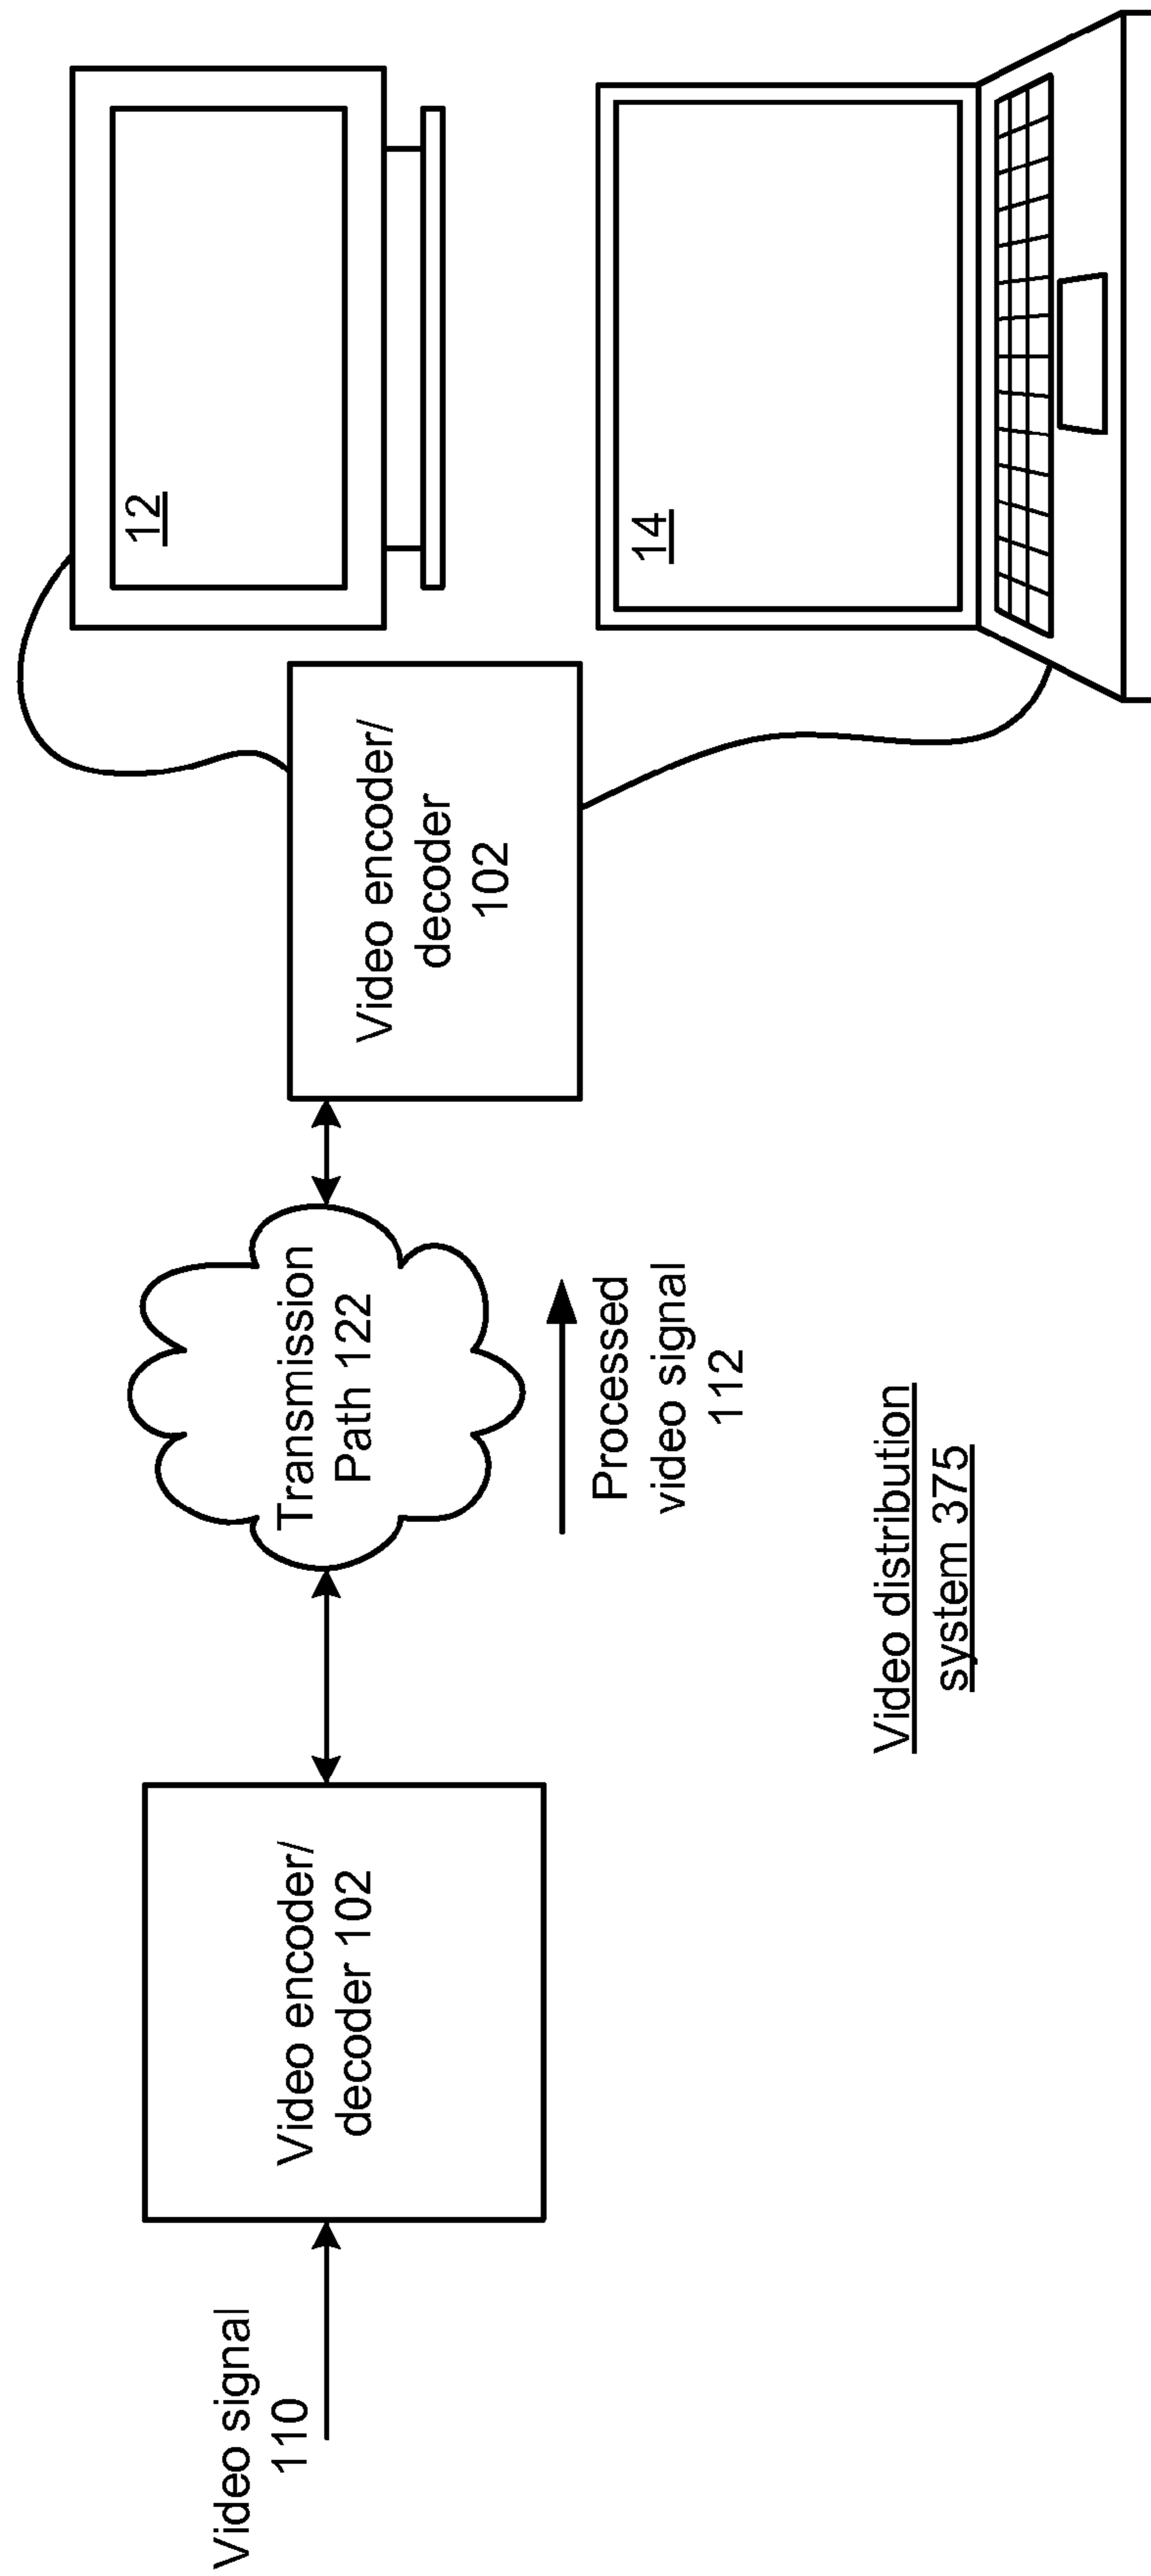 Video signal
110
Video encoder/
decoder 102
Transmission
Path 122
Processed
video signal
112
Video encoder/
decoder
102
12
14
Video distribution
system 375